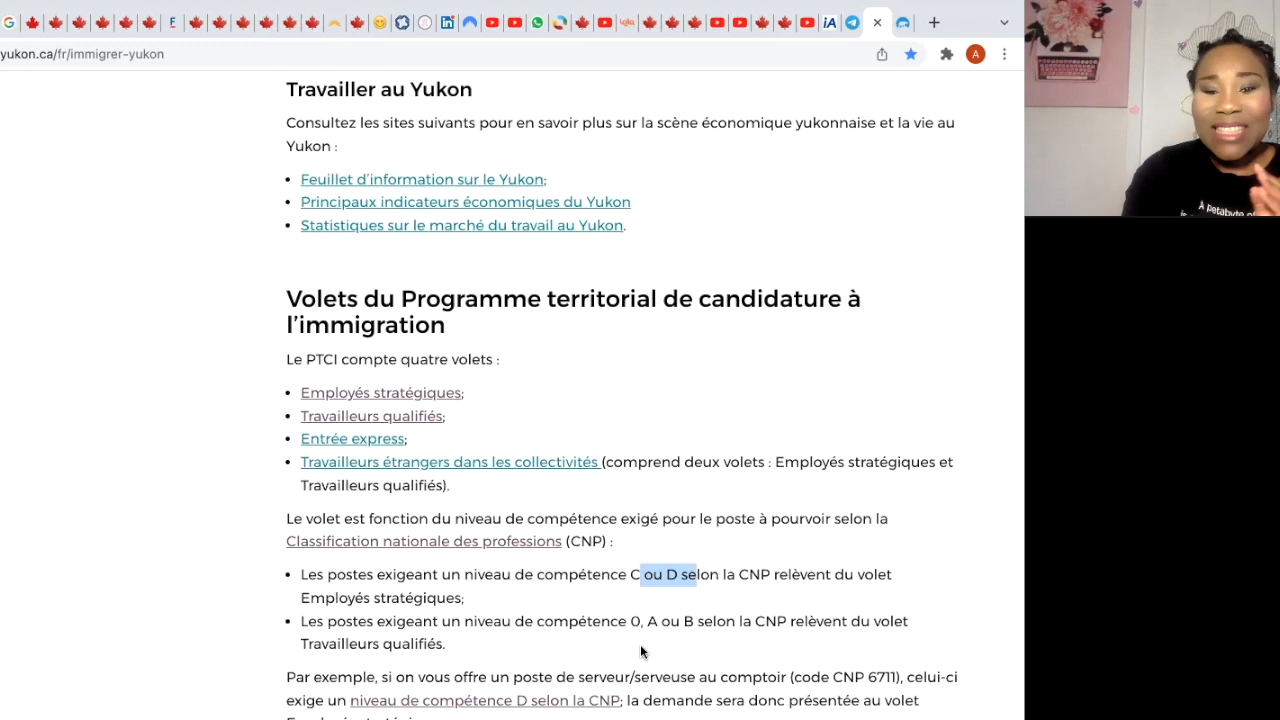 yukon.ca/fr/immigrer-yukon
A
Travailler au Yukon
Consultez les sites suivants pour en savoir plus sur la scène économique yukonnaise et la vie au
Yukon :
Feuillet d'information sur le Yukon;
Principaux indicateurs économiques du Yukon
Statistiques sur le marché du travail au Yukon.
Volets du Programme territorial de candidature à
l'immigration
Le PTCI compte quatre volets :
Employés stratégiques;
Travailleurs qualifiés;
Entrée express;
Travailleurs étrangers dans les collectivités (comprend deux volets : Employés stratégiques et
Travailleurs qualifiés).
Le volet est fonction du niveau de compétence exigé pour le poste à pourvoir selon la
Classification nationale des professions (CNP) :
Les postes exigeant un niveau de compétence C ou D selon la CNP relèvent du volet
Employés stratégiques;
Les postes exigeant un niveau de compétence 0, A ou B selon la CNP relèvent du volet
Travailleurs qualifiés.
Par exemple, si on vous offre un poste de serveur/serveuse au comptoir (code CNP 6711), celui-ci
exige un niveau de compétence D selon la CNP; la demande sera donc présentée au volet
À petabyte